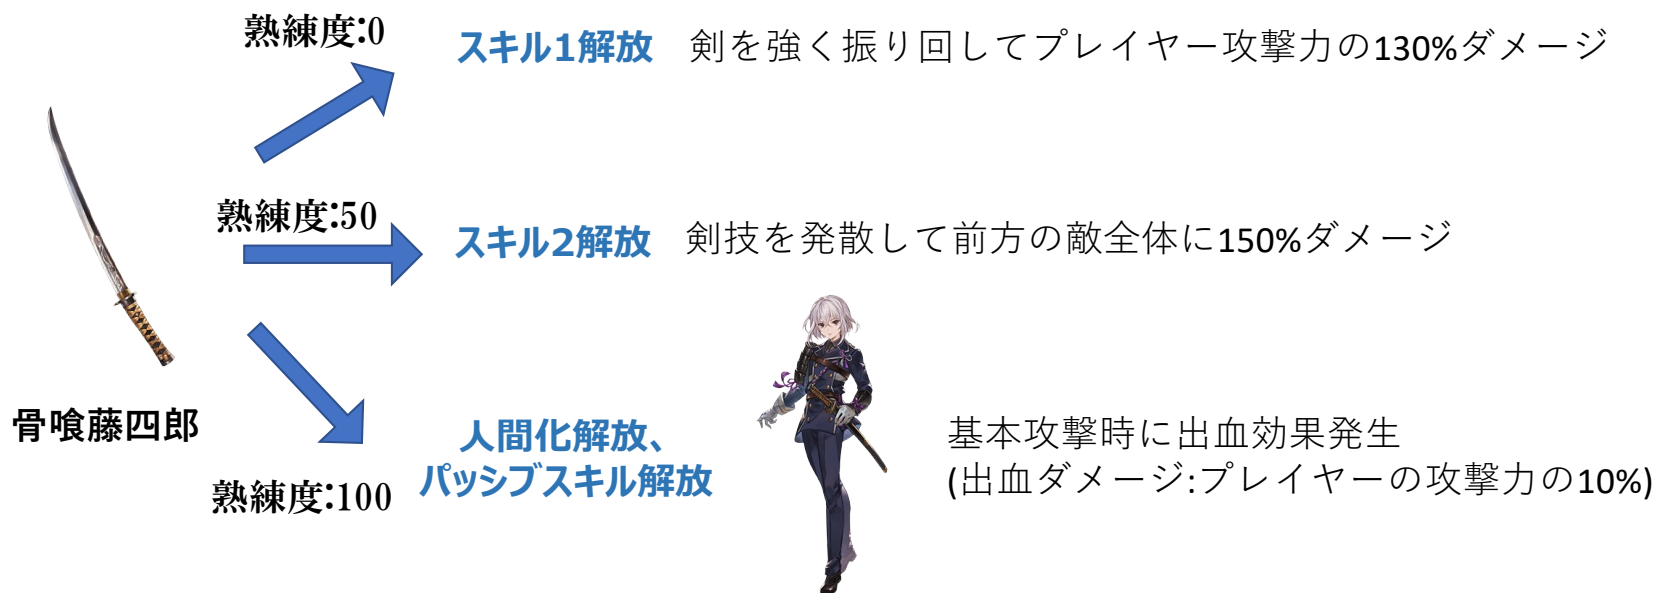 熟練度:0
スキル1解放 剣を強く振り回してプレイヤー攻撃力の130%ダメージ
熟練度:50
スキル2解放 剣技を発散して前方の敵全体に150%ダメージ
骨喰藤四郎
熟練度:100
人間化解放、
パッシブスキル解放
基本攻撃時に出血効果発生
(出血ダメージ:プレイヤーの攻撃力の10%)